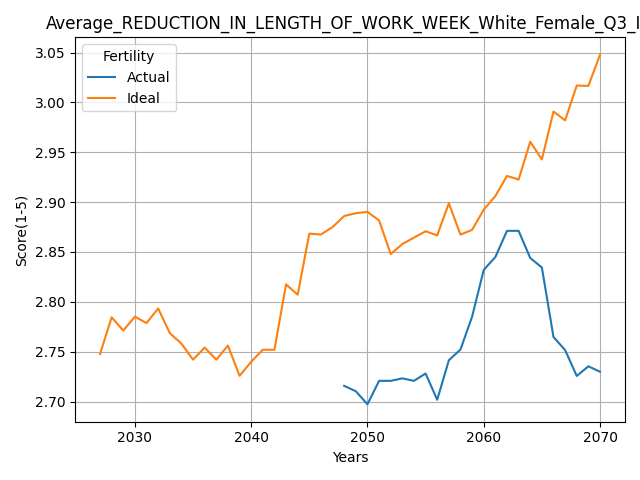 Average_REDUCTION_IN_LENGTH_OF_WORK_WEEK_White_Female_Q3_I
Fertility
Actual
Ideal
3.05
3.00
2.95
2.90
2.85
2.80
2.75
2.70
Score(1-5)
2030 2040 2050 2060 2070
Years